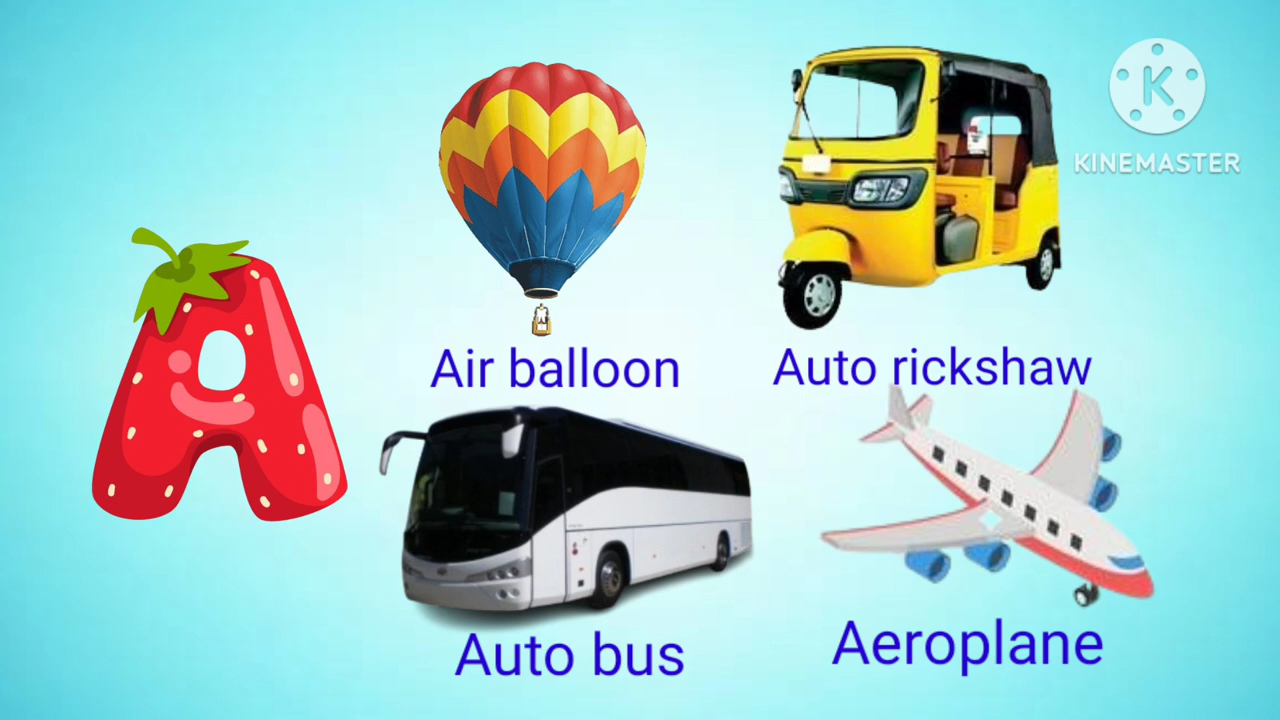 K
KINEMASTER
A
Air balloon
Auto rickshaw
Auto bus
Aeroplane